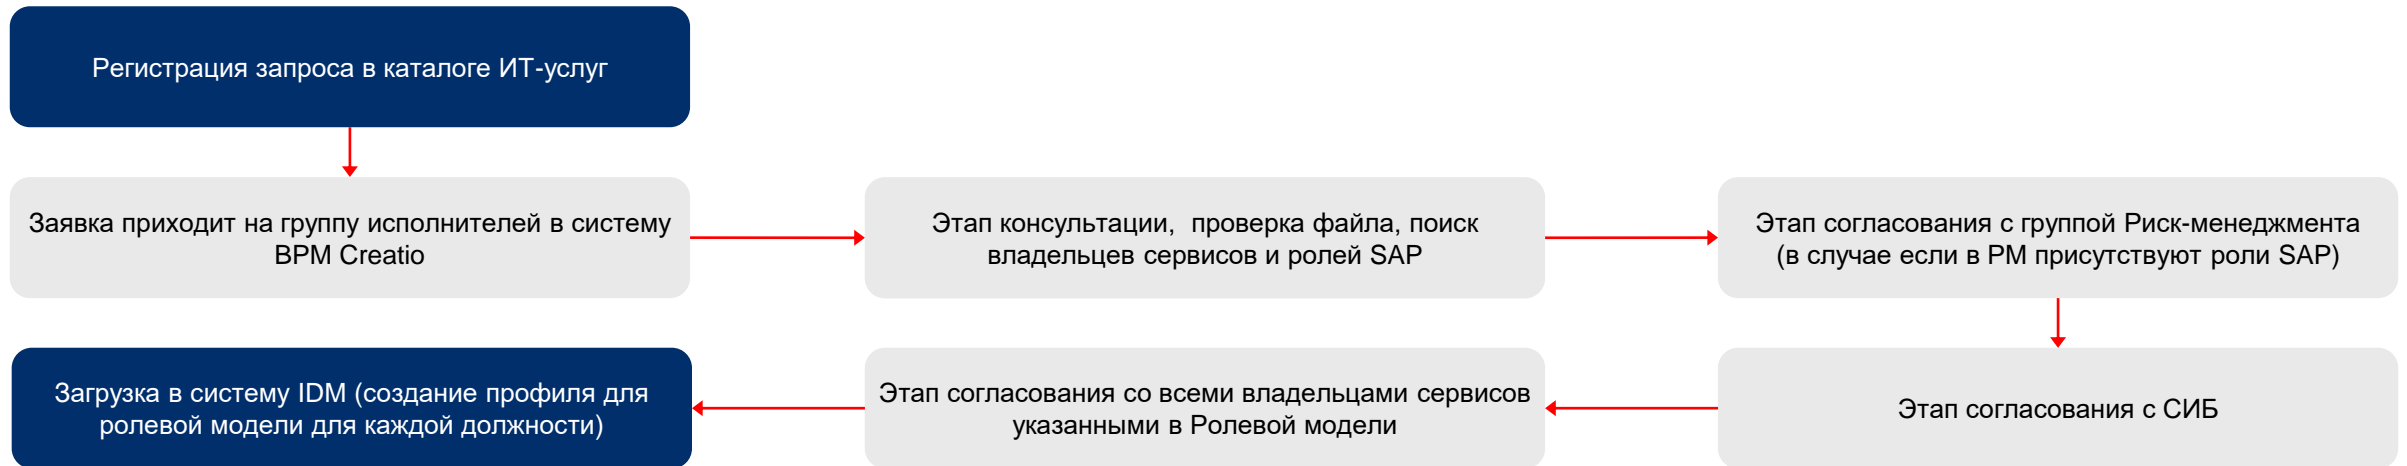 Регистрация запроса в каталоге ИТ-услуг
Заявка приходит на группу исполнителей в систему
BPM Creatio
Этап консультации, проверка файла, поиск
владельцев сервисов и ролей SAP
Этап согласования с группой Риск-менеджмента
(в случае если в РМ присутствуют роли SAP)
Этап согласования с СИБ
Этап согласования со всеми владельцами сервисов
указанными в Ролевой модели
Загрузка в систему IDM (создание профиля для
ролевой модели для каждой должности)